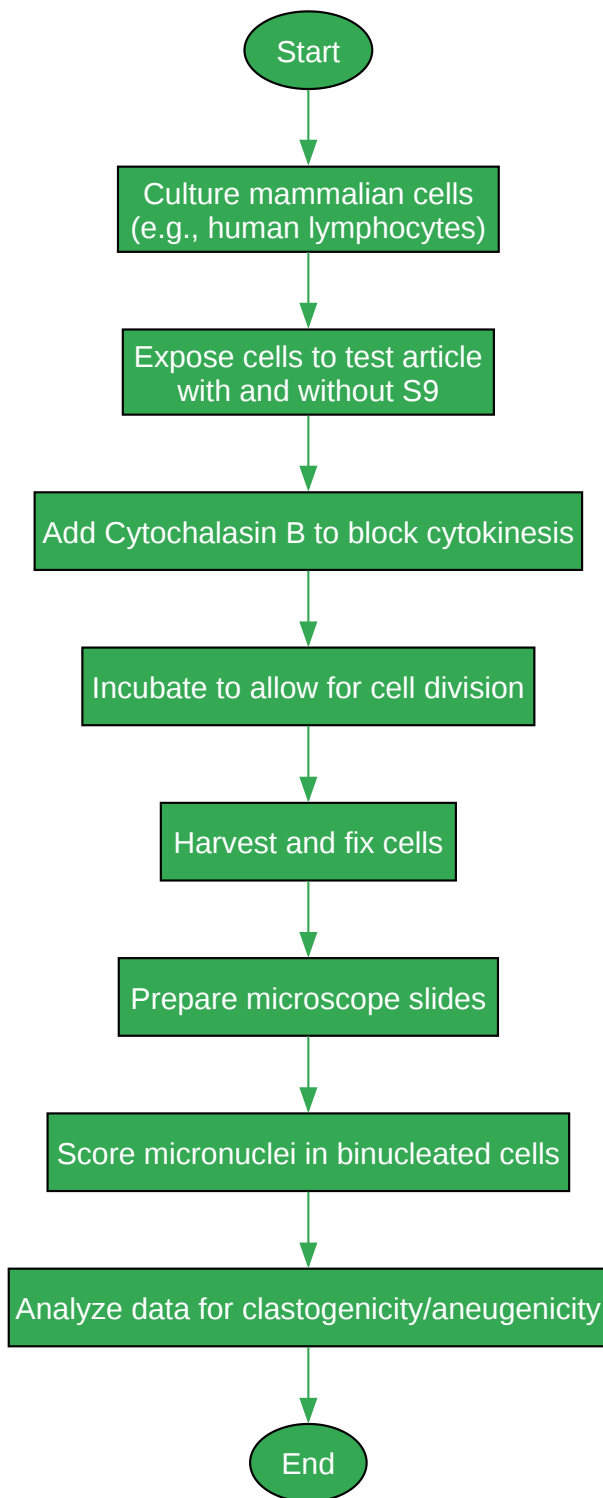 Start
Culture mammalian cells
(e.g., human lymphocytes)
Expose cells to test article
with and without S9
Add Cytochalasin B to block cytokinesis
Incubate to allow for cell division
Harvest and fix cells
Prepare microscope slides
Score micronuclei in binucleated cells
Analyze data for clastogenicity/aneugenicity
End